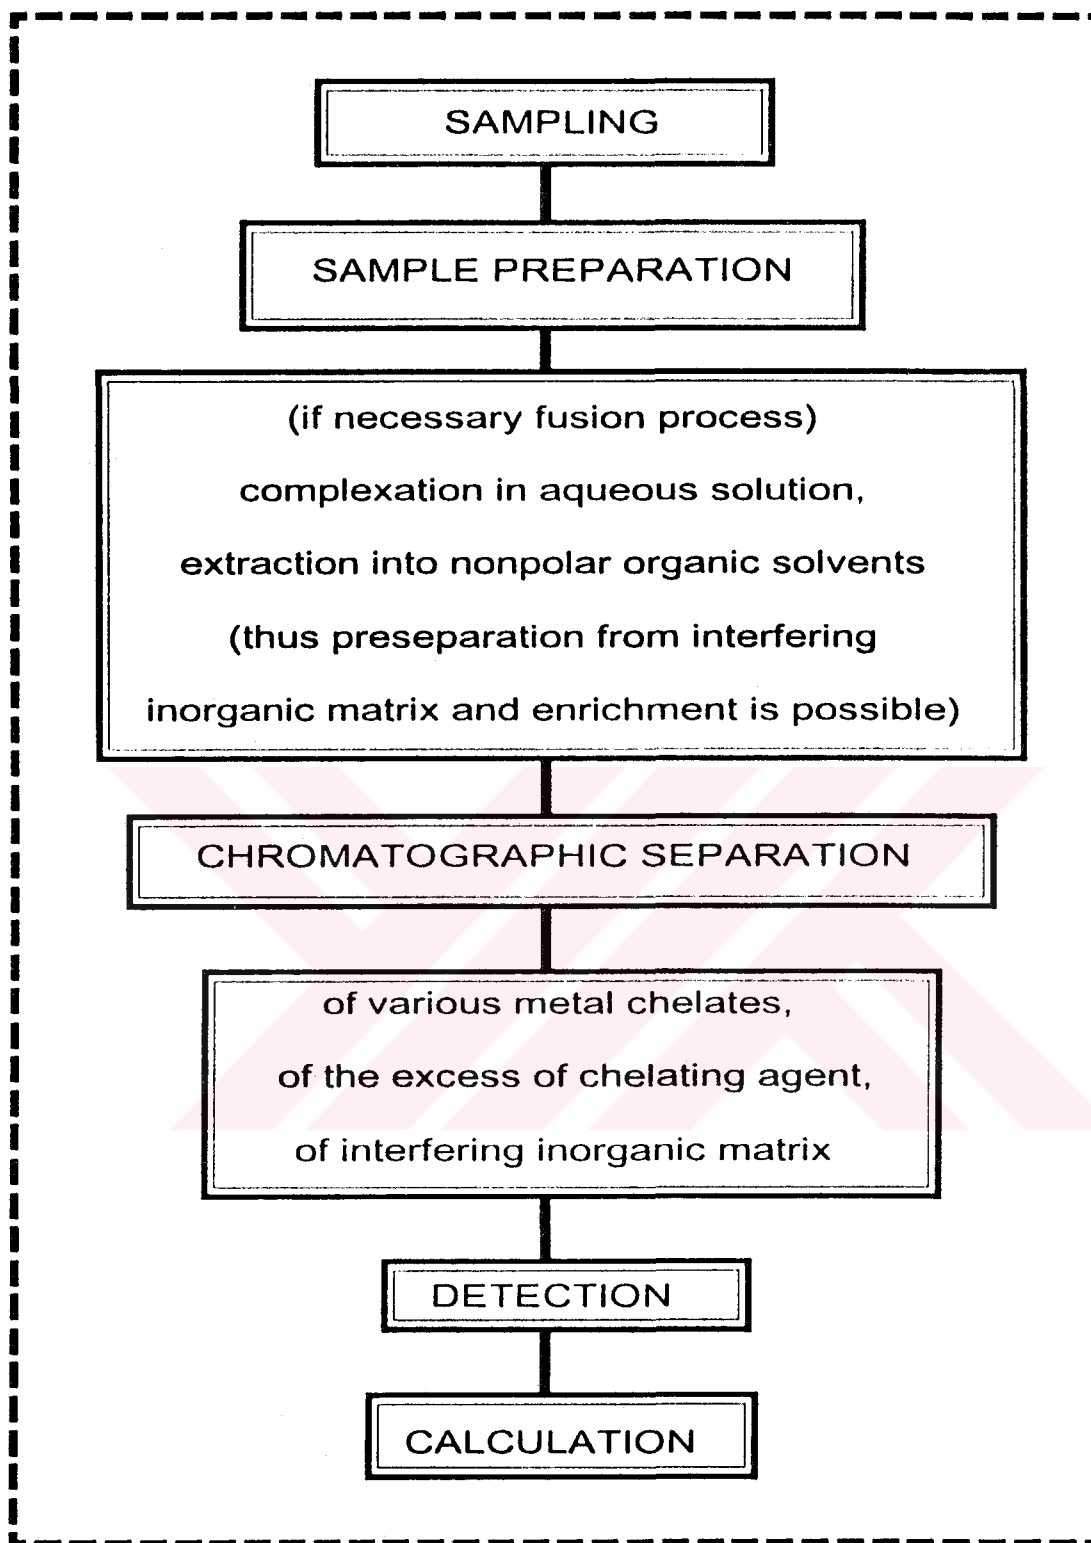 SAMPLING
SAMPLE PREPARATION
(if necessary fusion process)
complexation in aqueous solution,
extraction into nonpolar organic solvents
(thus preseparation from interfering
inorganic matrix and enrichment is possible)
CHROMATOGRAPHIC SEPARATION
of various metal chelates,
of the excess of chelating agent,
of interfering inorganic matrix
DETECTION
CALCULATION